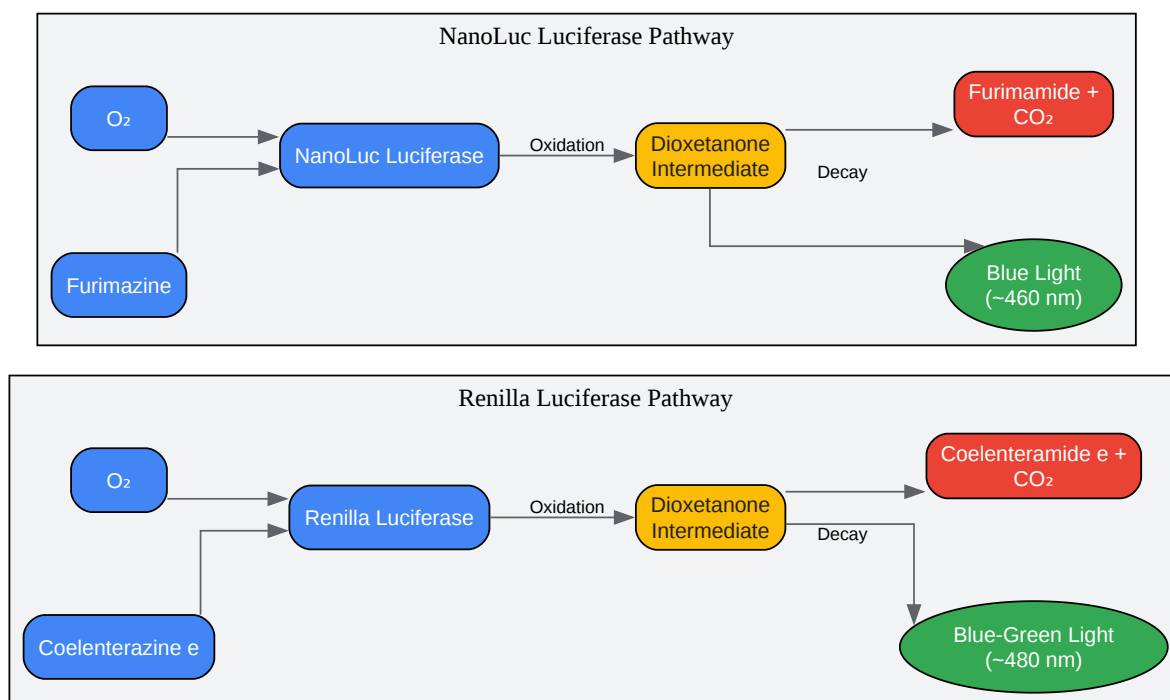 NanoLuc Luciferase Pathway
O₂
Furimazine
NanoLuc Luciferase
Oxidation
Dioxetanone
Intermediate
Decay
Furimamide +
CO₂
Blue Light
(~460 nm)
Renilla Luciferase Pathway
O₂
Coelenterazine e
Renilla Luciferase
Oxidation
Dioxetanone
Intermediate
Decay
Coelenteramide e +
CO₂
Blue-Green Light
(~480 nm)